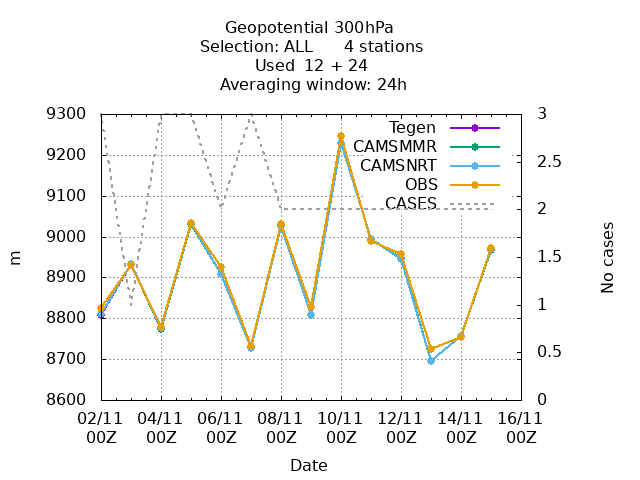 Geopotential 300hPa
Selection: ALL      4 stations
Used  12 + 24
Averaging window: 24h
9300
9200
9100
9000
8900
8800
8700
8600
m
3
2.5
2
1.5
1
0.5
0
No cases
Tegen
CAMSMMR
CAMSNRT
OBS
CASES
02/11 04/11 06/11 08/11 10/11 12/11 14/11 16/11
00Z 00Z 00Z 00Z 00Z 00Z 00Z 00Z
Date